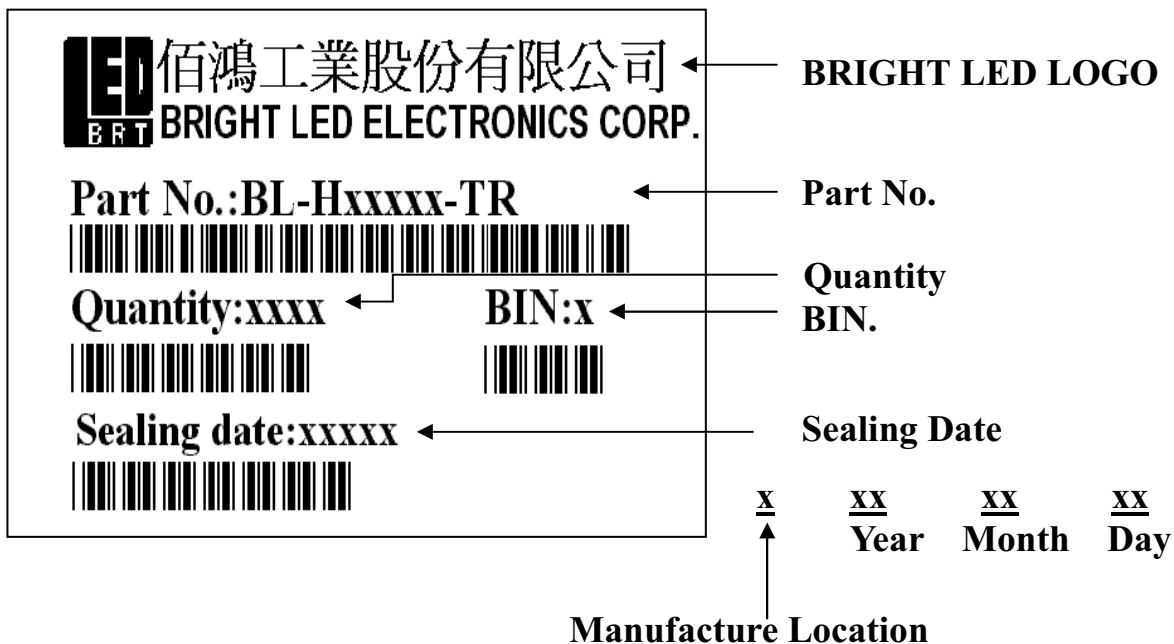 LED 佰鴻工業股份有限公司 BRIGHT LED LOGO
BRT BRIGHT LED ELECTRONICS CORP.
Part No.:BL-Hxxxxx-TR Part No.
Quantity
Quantity:xxxx BIN:x BIN.
Sealing date:xxxxx Sealing Date
x xx xx xx
Year Month Day
Manufacture Location